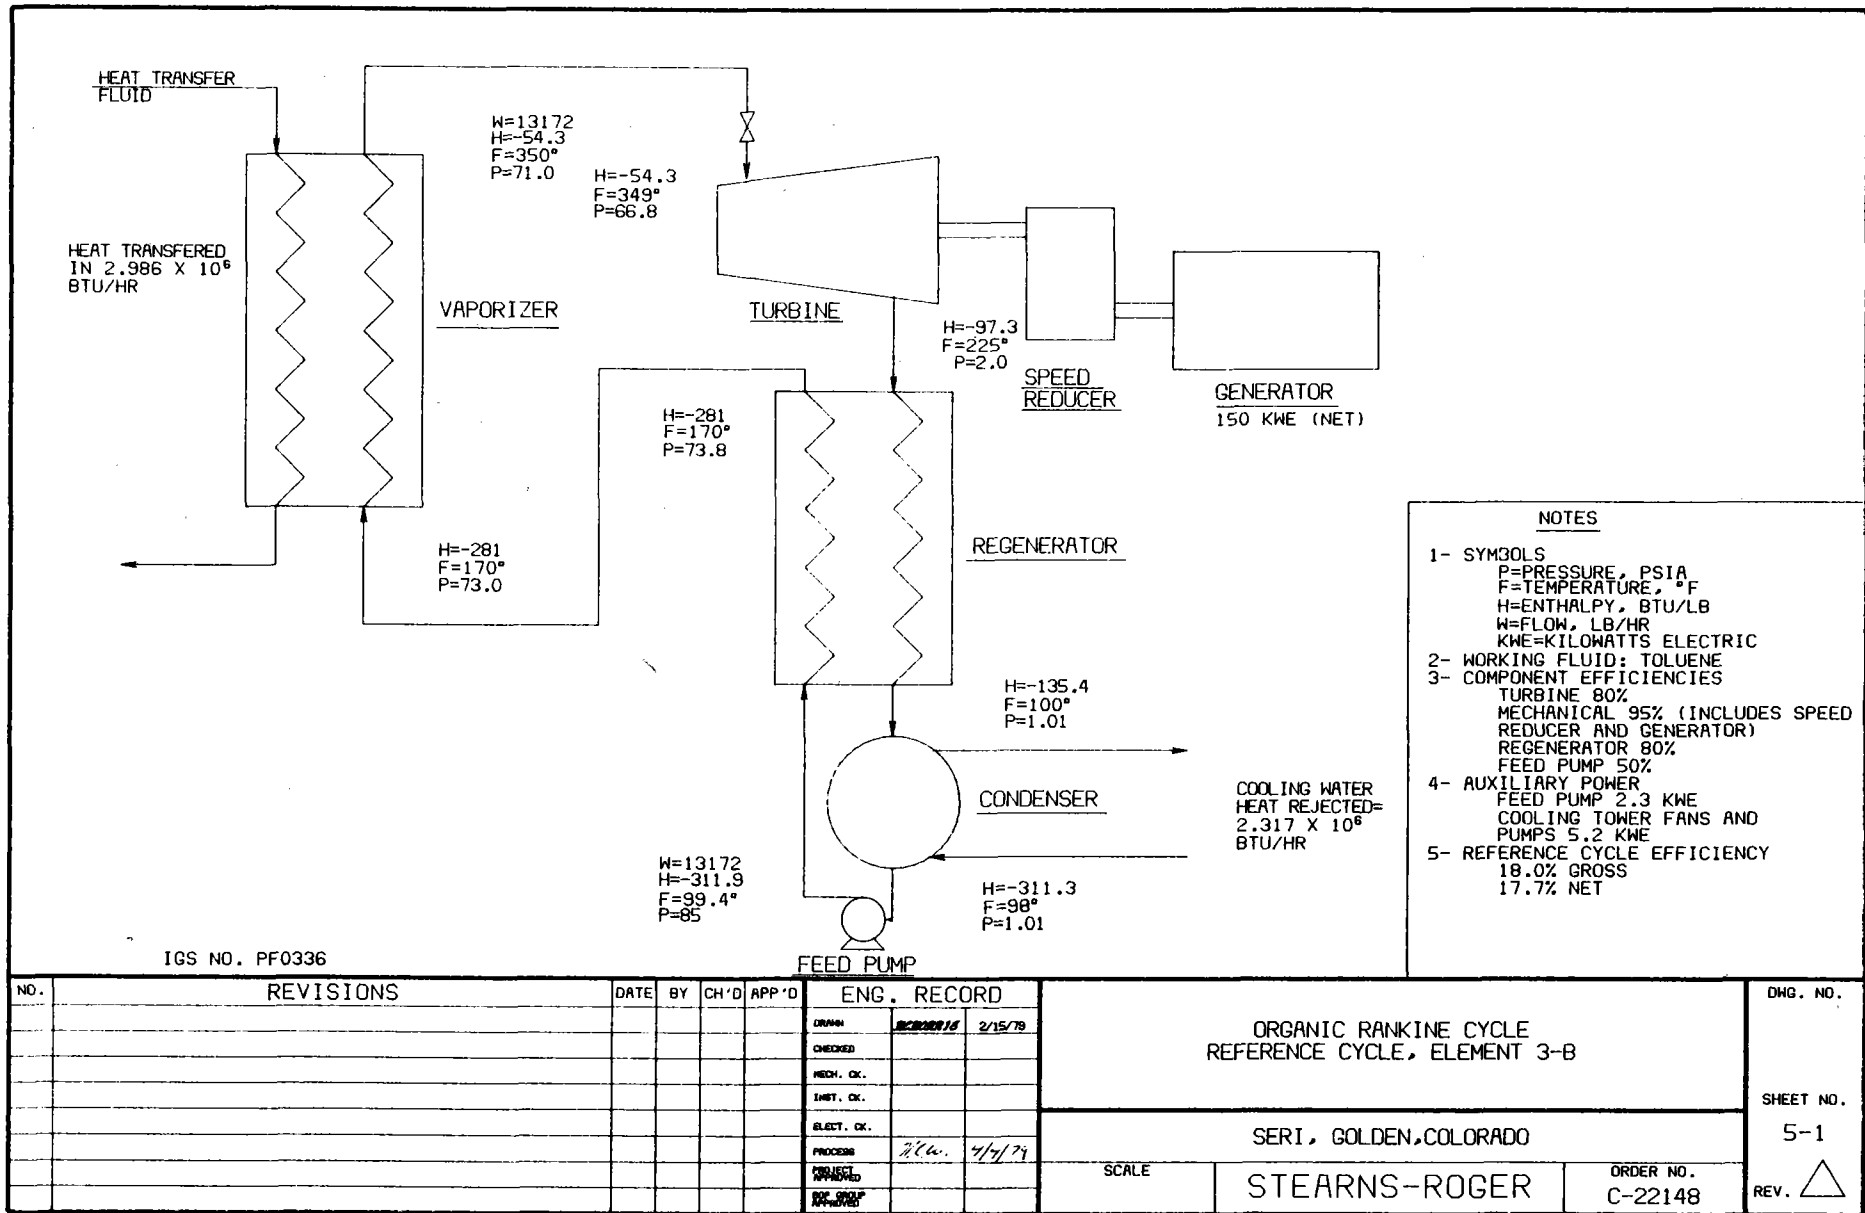 HEAT TRANSFER
FLUID
W=13172
H=-54.3
F=350°
P=71.0
H=-54.3
F=349°
P=66.8
HEAT TRANSFERED
IN 2.986 X 10⁶
BTU/HR
VAPORIZER
TURBINE
H=-97.3
F=225°
P=2.0
SPEED
REDUCER
GENERATOR
150 KWE (NET)
H=-281
F=170°
P=73.8
H=-281
F=170°
P=73.0
REGENERATOR
H=-135.4
F=100°
P=1.01
CONDENSER
COOLING WATER
HEAT REJECTED=
2.317 X 10⁶
BTU/HR
W=13172
H=-311.9
F=99.4°
P=85
H=-311.3
F=98°
P=1.01
FEED PUMP
IGS NO. PF0336
NOTES
1- SYMBOLS
P=PRESSURE, PSIA
F=TEMPERATURE, °F
H=ENTHALPY, BTU/LB
W=FLOW, LB/HR
KWE=KILOWATTS ELECTRIC
2- WORKING FLUID: TOLUENE
3- COMPONENT EFFICIENCIES
TURBINE 80%
MECHANICAL 95% (INCLUDES SPEED
REDUCER AND GENERATOR)
REGENERATOR 80%
FEED PUMP 50%
4- AUXILIARY POWER
FEED PUMP 2.3 KWE
COOLING TOWER FANS AND
PUMPS 5.2 KWE
5- REFERENCE CYCLE EFFICIENCY
18.0% GROSS
17.7% NET
NO. REVISIONS DATE BY CH'D APP'D
ENG. RECORD
DRAWN 2/15/79
CHECKED
MECH. CK.
INST. CK.
ELECT. CK.
PROCESS
PROJECT
APPROVED
GROUP
APPROVED
ORGANIC RANKINE CYCLE
REFERENCE CYCLE, ELEMENT 3-B
SERI, GOLDEN,COLORADO
SCALE
STEARNS-ROGER
ORDER NO.
C-22148
DWG. NO.
SHEET NO.
5-1
REV.